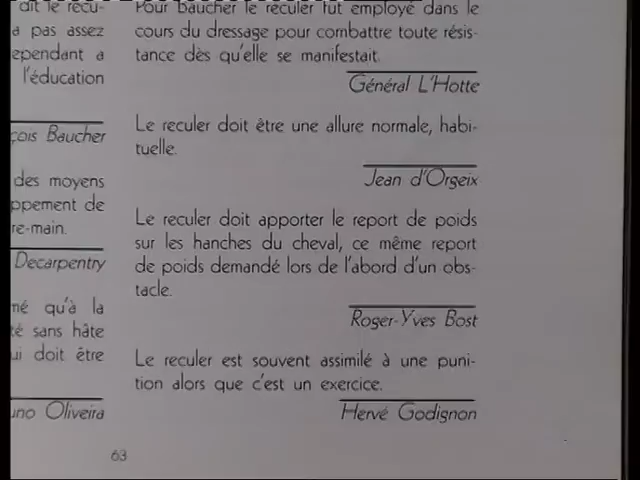 dit le recu-
a pas assez
ependant a
l'éducation
çois Baucher
des moyens
ppement de
re-main.
Decarpentry
né qu'à la
té sans hâte
ui doit être
uno Oliveira
Pour Baucher le reculer fut employé dans le
cours du dressage pour combattre toute résis-
tance dès qu'elle se manifestait.
Général L'Hotte
Le reculer doit être une allure normale, habi-
tuelle.
Jean d'Orgeix
Le reculer doit apporter le report de poids
sur les hanches du cheval, ce même report
de poids demandé lors de l'abord d'un obs-
tacle.
Roger-Yves Bost
Le reculer est souvent assimilé à une puni-
tion alors que c'est un exercice.
Hervé Godignon
63